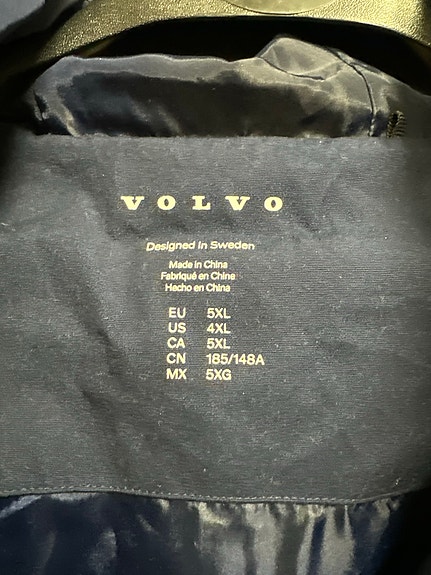 VOLVO
Designed in Sweden
Made in China
Fabriqué en Chine
Hecho en China
EU 5XL
US 4XL
CA 5XL
CN 185/148A
MX 5XG